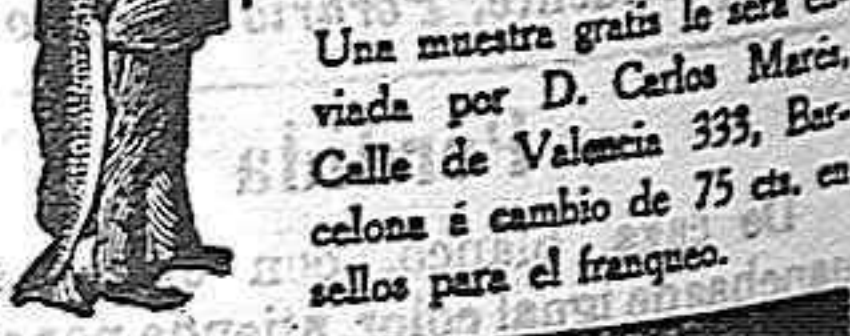 Una muestra gratis le será en-
viada por D. Carlos Marés,
Calle de Valencia 333, Bar-
celona á cambio de 75 cts. en
sellos para el franqueo.